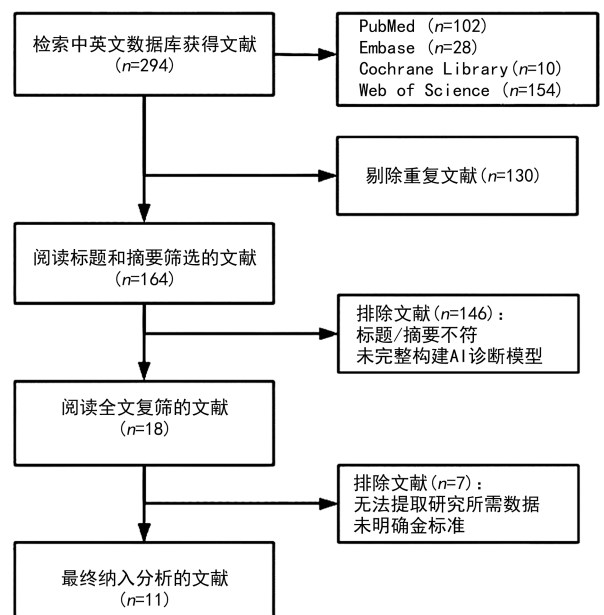 检索中英文数据库获得文献
(n=294)
PubMed (n=102)
Embase (n=28)
Cochrane Library(n=10)
Web of Science (n=154)
剔除重复文献(n=130)
阅读标题和摘要筛选的文献
(n=164)
排除文献(n=146):
标题/摘要不符
未完整构建AI诊断模型
阅读全文复筛的文献
(n=18)
排除文献(n=7):
无法提取研究所需数据
未明确金标准
最终纳入分析的文献
(n=11)